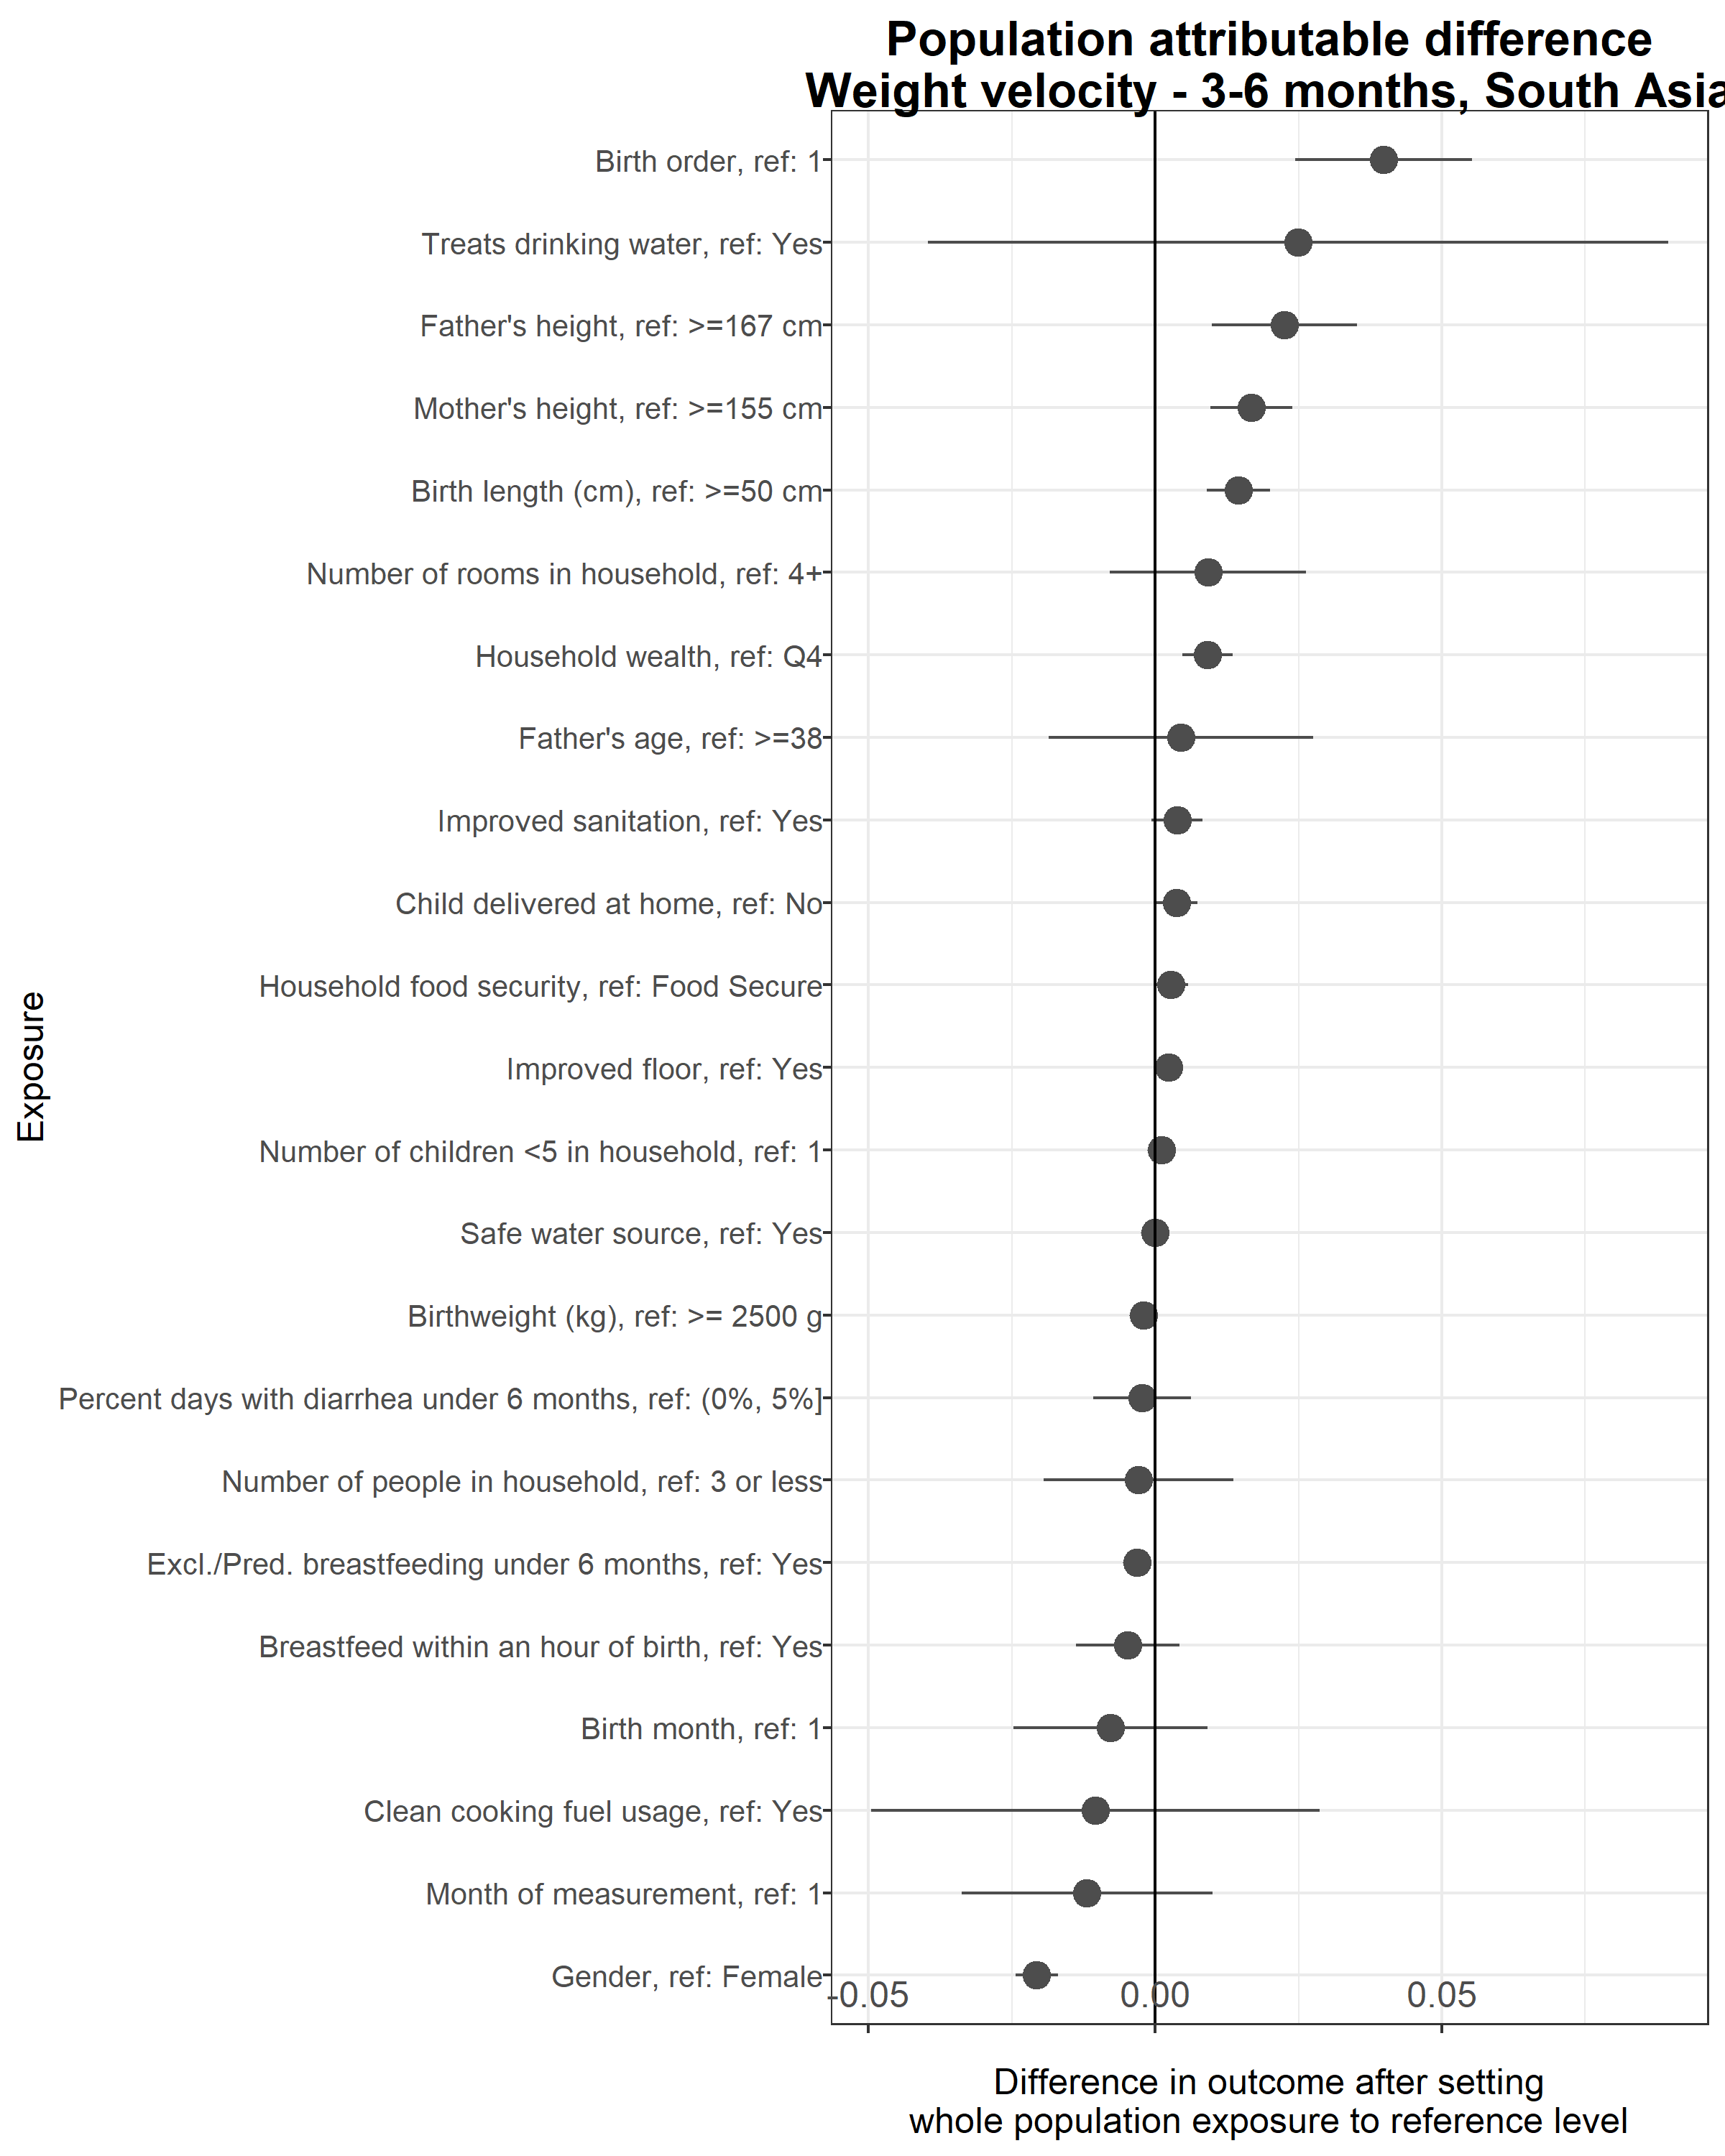 Population attributable difference
Weight velocity - 3-6 months, South Asia
Birth order, ref: 1
Treats drinking water, ref: Yes
Father's height, ref: >=167 cm
Mother's height, ref: >=155 cm
Birth length (cm), ref: >=50 cm
Number of rooms in household, ref: 4+
Household wealth, ref: Q4
Father's age, ref: >=38
Improved sanitation, ref: Yes
Child delivered at home, ref: No
Household food security, ref: Food Secure
Improved floor, ref: Yes
Number of children <5 in household, ref: 1
Safe water source, ref: Yes
Birthweight (kg), ref: >= 2500 g
Percent days with diarrhea under 6 months, ref: (0%, 5%]
Number of people in household, ref: 3 or less
Excl./Pred. breastfeeding under 6 months, ref: Yes
Breastfeed within an hour of birth, ref: Yes
Birth month, ref: 1
Clean cooking fuel usage, ref: Yes
Month of measurement, ref: 1
Gender, ref: Female
Exposure
-0.05 0.00 0.05
Difference in outcome after setting
whole population exposure to reference level